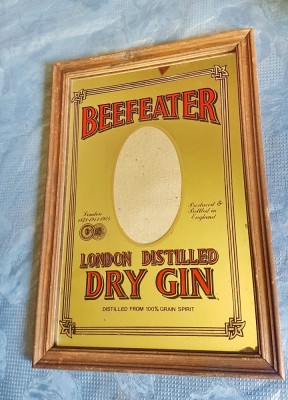 BEEFEATER
London
Produced &
Bottled in
England
LONDON DISTILLED
DRY GIN
DISTILLED FROM 100% GRAIN SPIRIT